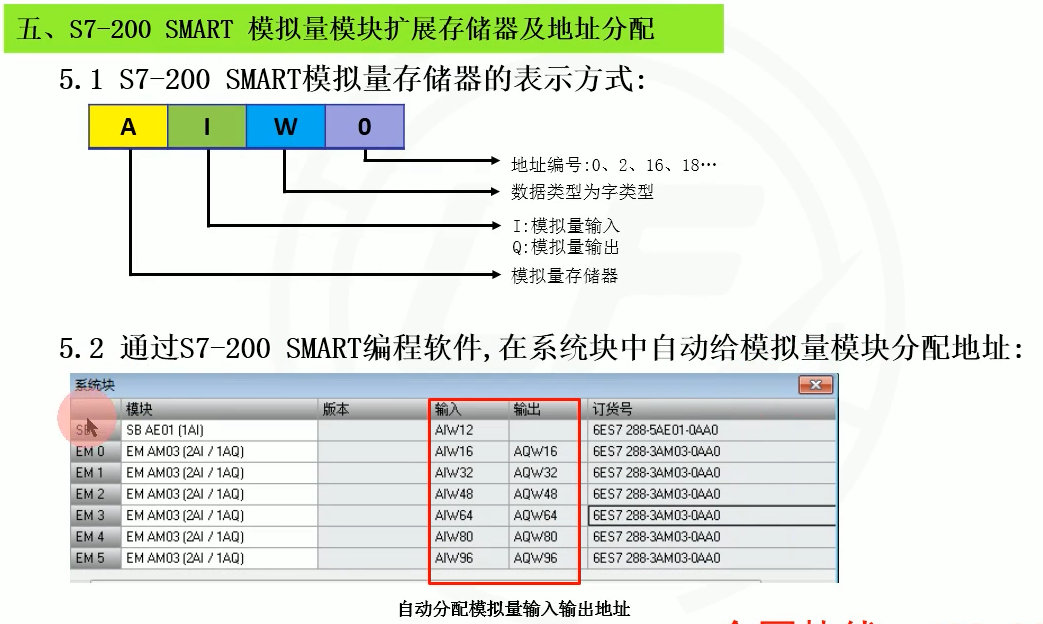 五、S7-200 SMART 模拟量模块扩展存储器及地址分配
5.1 S7-200 SMART模拟量存储器的表示方式:
A I W 0
地址编号:0、2、16、18…
数据类型为字类型
I:模拟量输入
Q:模拟量输出
模拟量存储器
5.2 通过S7-200 SMART编程软件,在系统块中自动给模拟量模块分配地址:
系统块
模块 版本 输入 输出 订货号
SB SB AE01 (1AI) AIW12 6ES7 288-5AE01-0AA0
EM 0 EM AM03 (2AI / 1AQ) AIW16 AQW16 6ES7 288-3AM03-0AA0
EM 1 EM AM03 (2AI / 1AQ) AIW32 AQW32 6ES7 288-3AM03-0AA0
EM 2 EM AM03 (2AI / 1AQ) AIW48 AQW48 6ES7 288-3AM03-0AA0
EM 3 EM AM03 (2AI / 1AQ) AIW64 AQW64 6ES7 288-3AM03-0AA0
EM 4 EM AM03 (2AI / 1AQ) AIW80 AQW80 6ES7 288-3AM03-0AA0
EM 5 EM AM03 (2AI / 1AQ) AIW96 AQW96 6ES7 288-3AM03-0AA0
自动分配模拟量输入输出地址